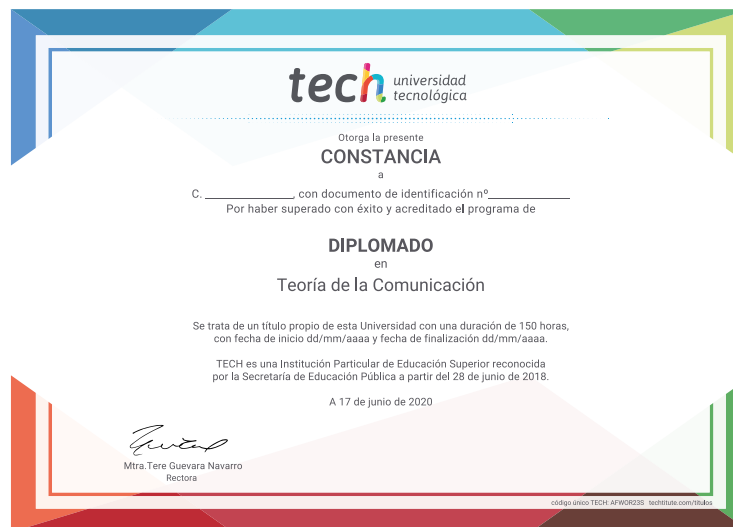 tech universidad
tecnológica
Otorga la presente
CONSTANCIA
a
C. ______________, con documento de identificación nº______________
Por haber superado con éxito y acreditado el programa de
DIPLOMADO
en
Teoría de la Comunicación
Se trata de un título propio de esta Universidad con una duración de 150 horas,
con fecha de inicio dd/mm/aaaa y fecha de finalización dd/mm/aaaa.
TECH es una Institución Particular de Educación Superior reconocida
por la Secretaría de Educación Pública a partir del 28 de junio de 2018.
A 17 de junio de 2020
Mtra.Tere Guevara Navarro
Rectora
código único TECH: AFWOR23S techtitute.com/titulos